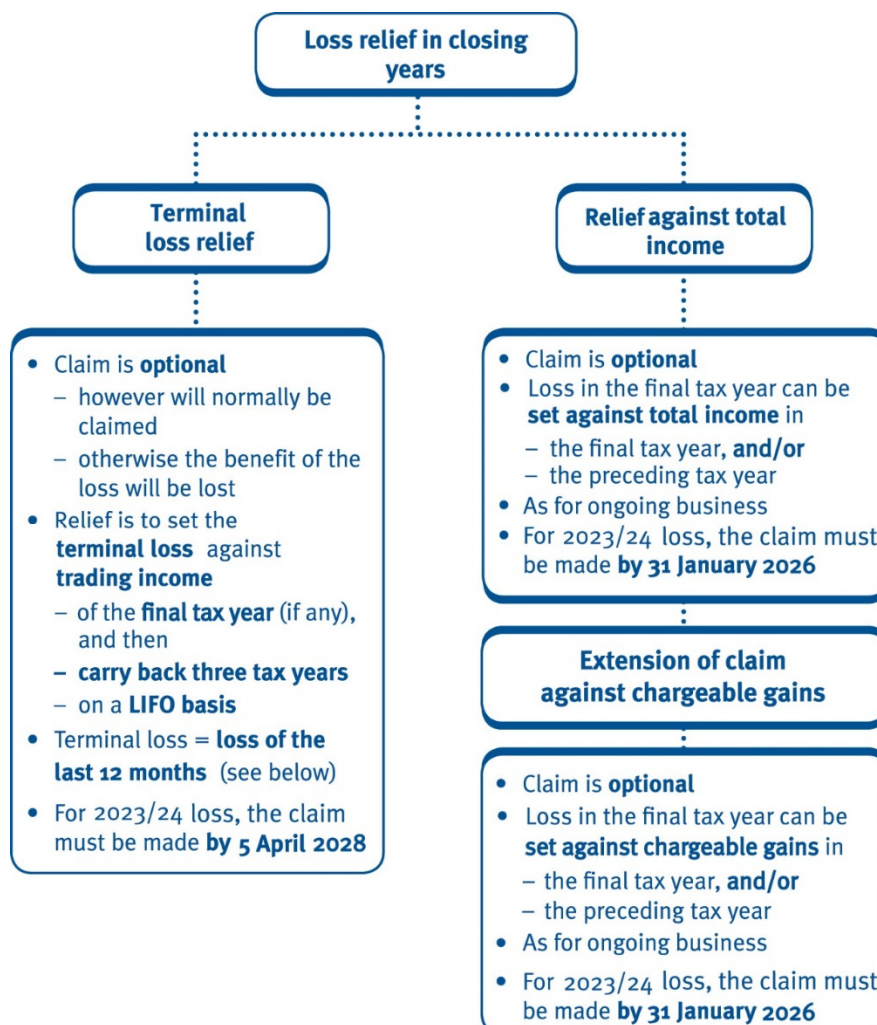 Loss relief in closing
years
Terminal
loss relief
• Claim is optional
– however will normally be
claimed
– otherwise the benefit of the
loss will be lost
• Relief is to set the
terminal loss against
trading income
– of the final tax year (if any),
and then
– carry back three tax years
– on a LIFO basis
• Terminal loss = loss of the
last 12 months (see below)
• For 2023/24 loss, the claim
must be made by 5 April 2028
Relief against total
income
• Claim is optional
• Loss in the final tax year can be
set against total income in
– the final tax year, and/or
– the preceding tax year
• As for ongoing business
• For 2023/24 loss, the claim must
be made by 31 January 2026
Extension of claim
against chargeable gains
• Claim is optional
• Loss in the final tax year can be
set against chargeable gains in
– the final tax year, and/or
– the preceding tax year
• As for ongoing business
• For 2023/24 loss, the claim must
be made by 31 January 2026